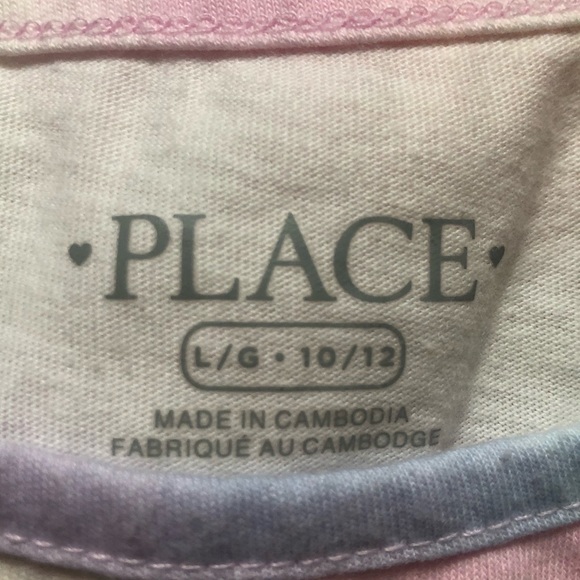 ♥PLACE♥
L/G • 10/12
MADE IN CAMBODIA
FABRIQUÉ AU CAMBODGE